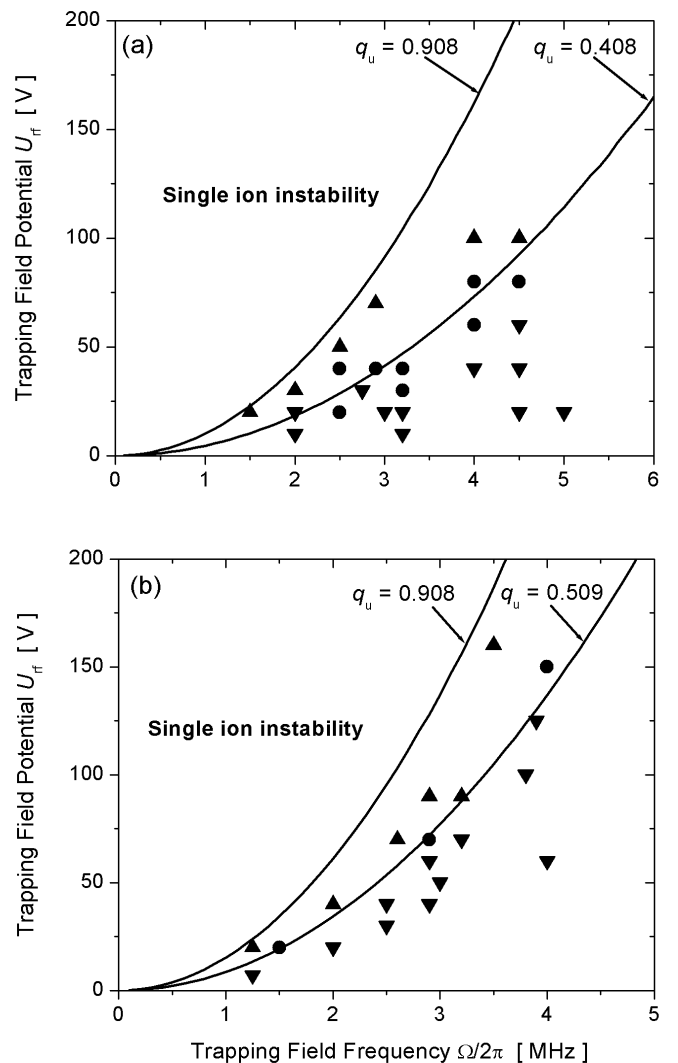 (a)
q_u = 0.908
q_u = 0.408
Single ion instability
Trapping Field Potential U_rf [ V ]
200
150
100
50
0
0 1 2 3 4 5 6
(b)
q_u = 0.908
q_u = 0.509
Single ion instability
Trapping Field Potential U_rf [ V ]
200
150
100
50
0
0 1 2 3 4 5
Trapping Field Frequency Ω/2π [ MHz ]